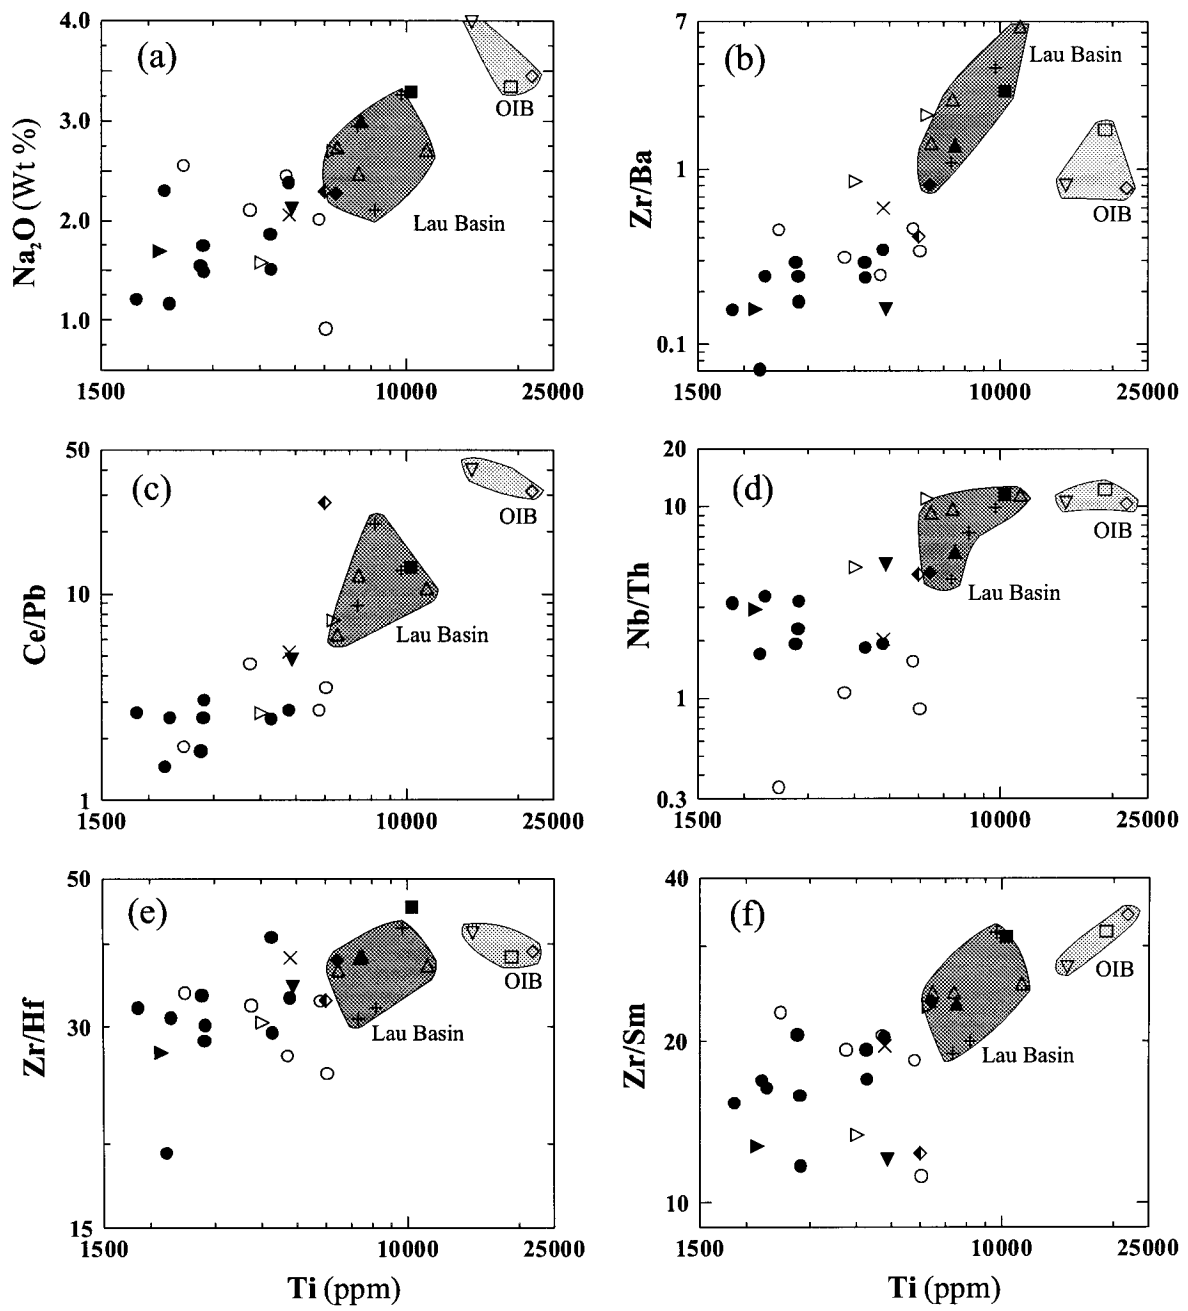 (a)
4.0
3.0
2.0
1.0
Na₂O (Wt %)
OIB
Lau Basin
1500
10000
25000
(b)
7
1
0.1
Zr/Ba
Lau Basin
OIB
1500
10000
25000
(c)
50
10
1
Ce/Pb
OIB
Lau Basin
1500
10000
25000
(d)
20
10
1
0.3
Nb/Th
OIB
Lau Basin
1500
10000
25000
(e)
50
30
15
Zr/Hf
OIB
Lau Basin
1500
10000
25000
Ti (ppm)
(f)
40
20
10
Zr/Sm
OIB
Lau Basin
1500
10000
25000
Ti (ppm)